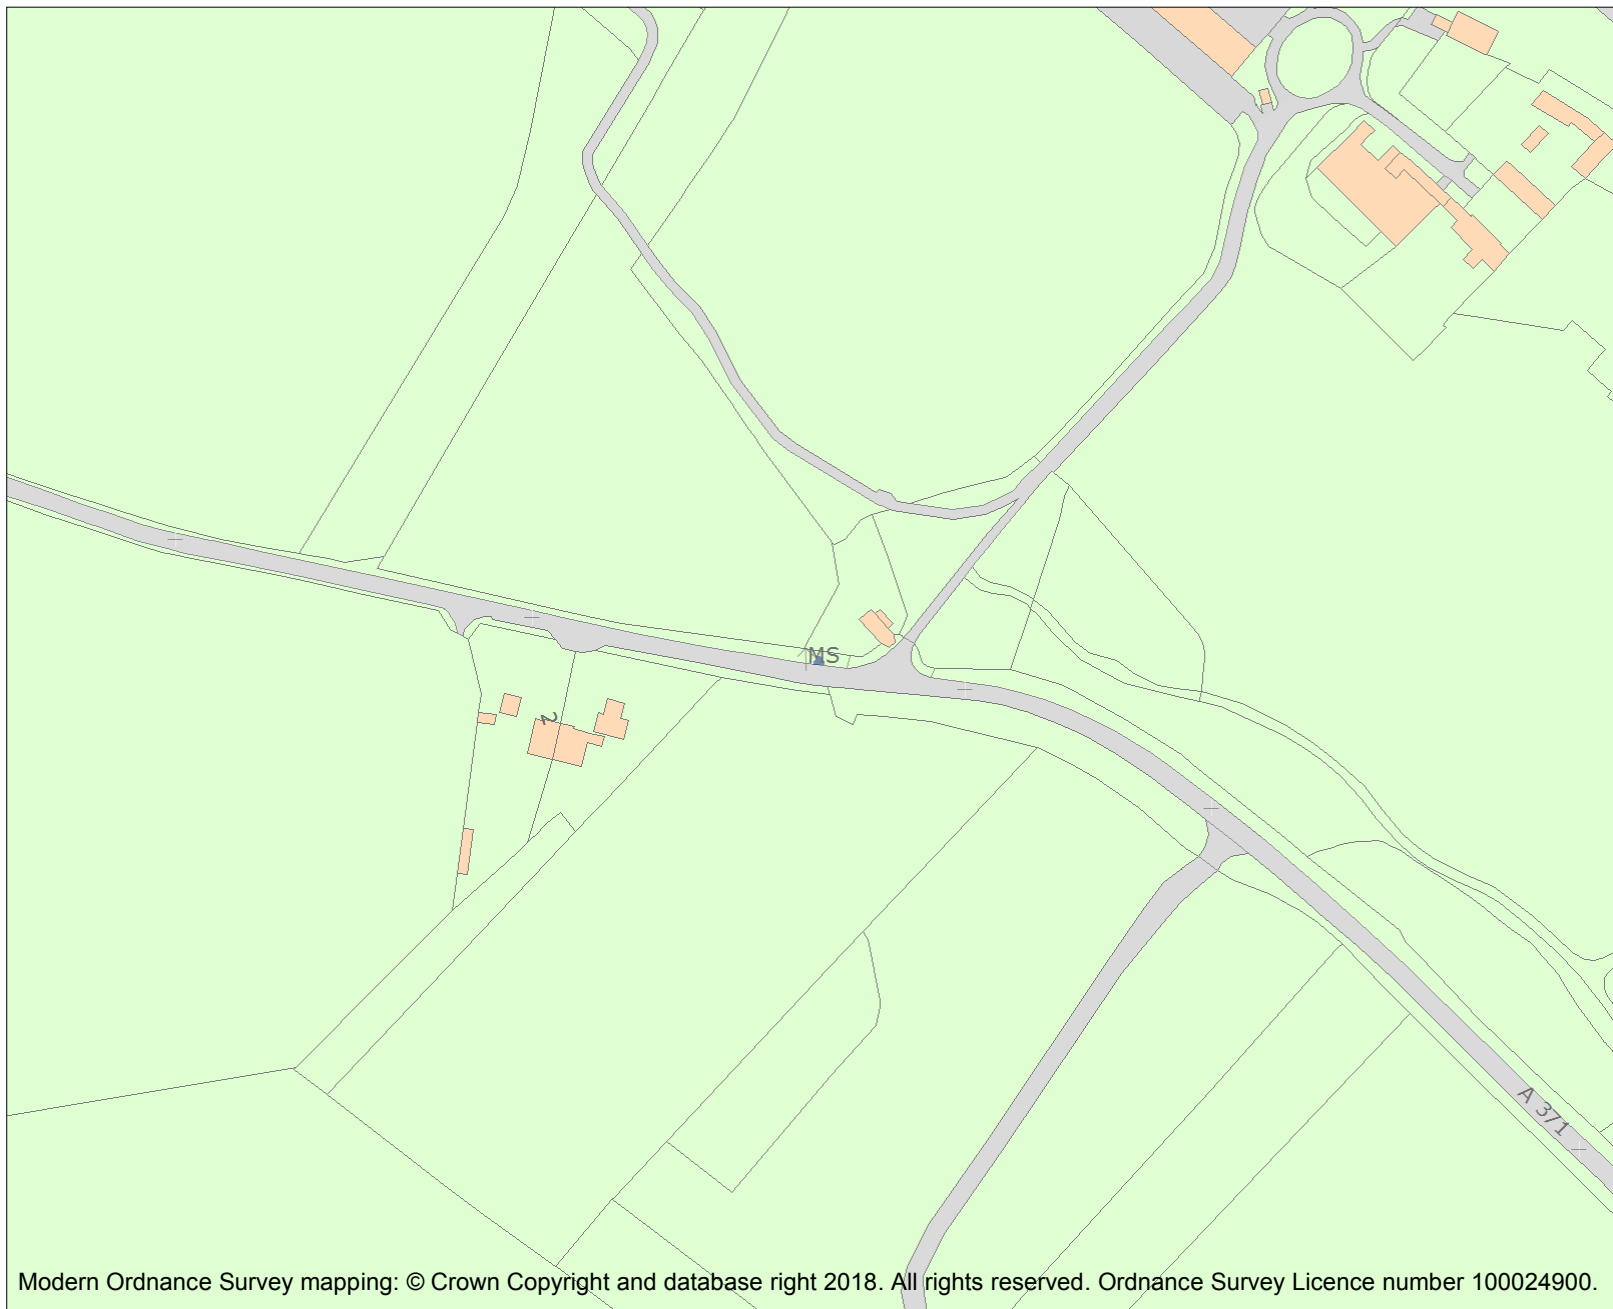 MS
2
A 371
Modern Ordnance Survey mapping: © Crown Copyright and database right 2018. All rights reserved. Ordnance Survey Licence number 100024900.